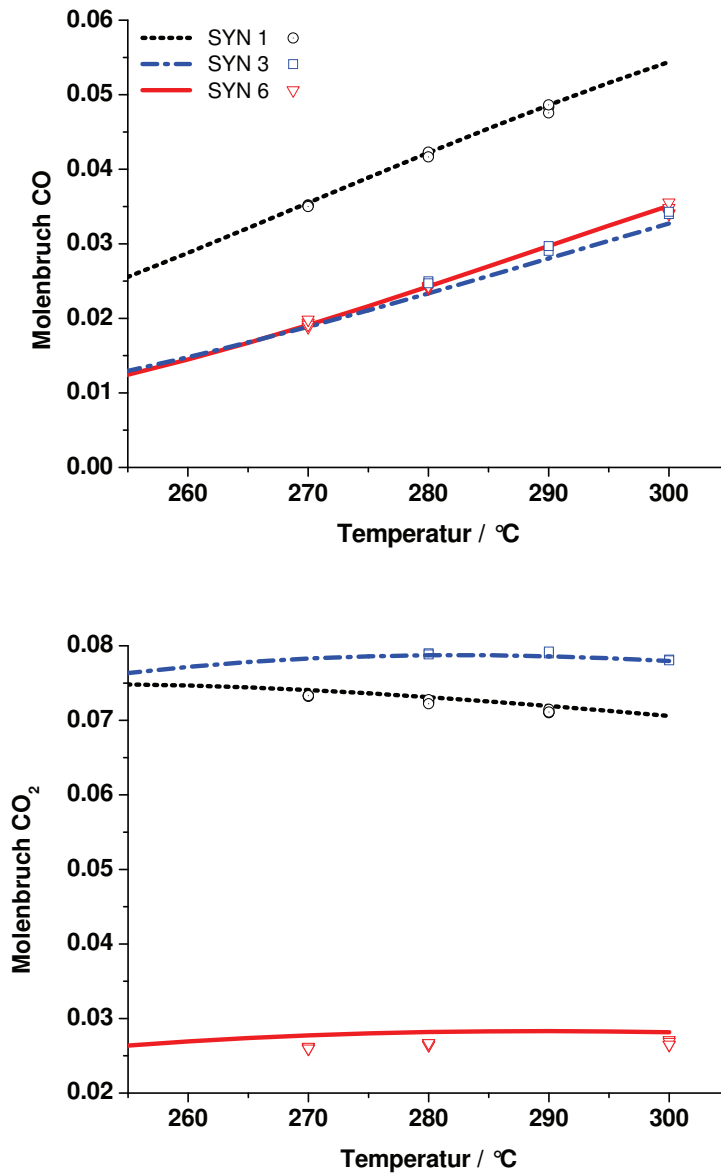 0.06
SYN 1
SYN 3
SYN 6
0.05
0.04
0.03
0.02
0.01
0.00
Molenbruch CO
260 270 280 290 300
Temperatur / °C
0.08
0.07
0.06
0.05
0.04
0.03
0.02
Molenbruch CO₂
260 270 280 290 300
Temperatur / °C